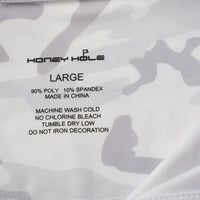 HONEY HOLE
LARGE
90% POLY 10% SPANDEX
MADE IN CHINA
MACHINE WASH COLD
NO CHLORINE BLEACH
TUMBLE DRY LOW
DO NOT IRON DECORATION